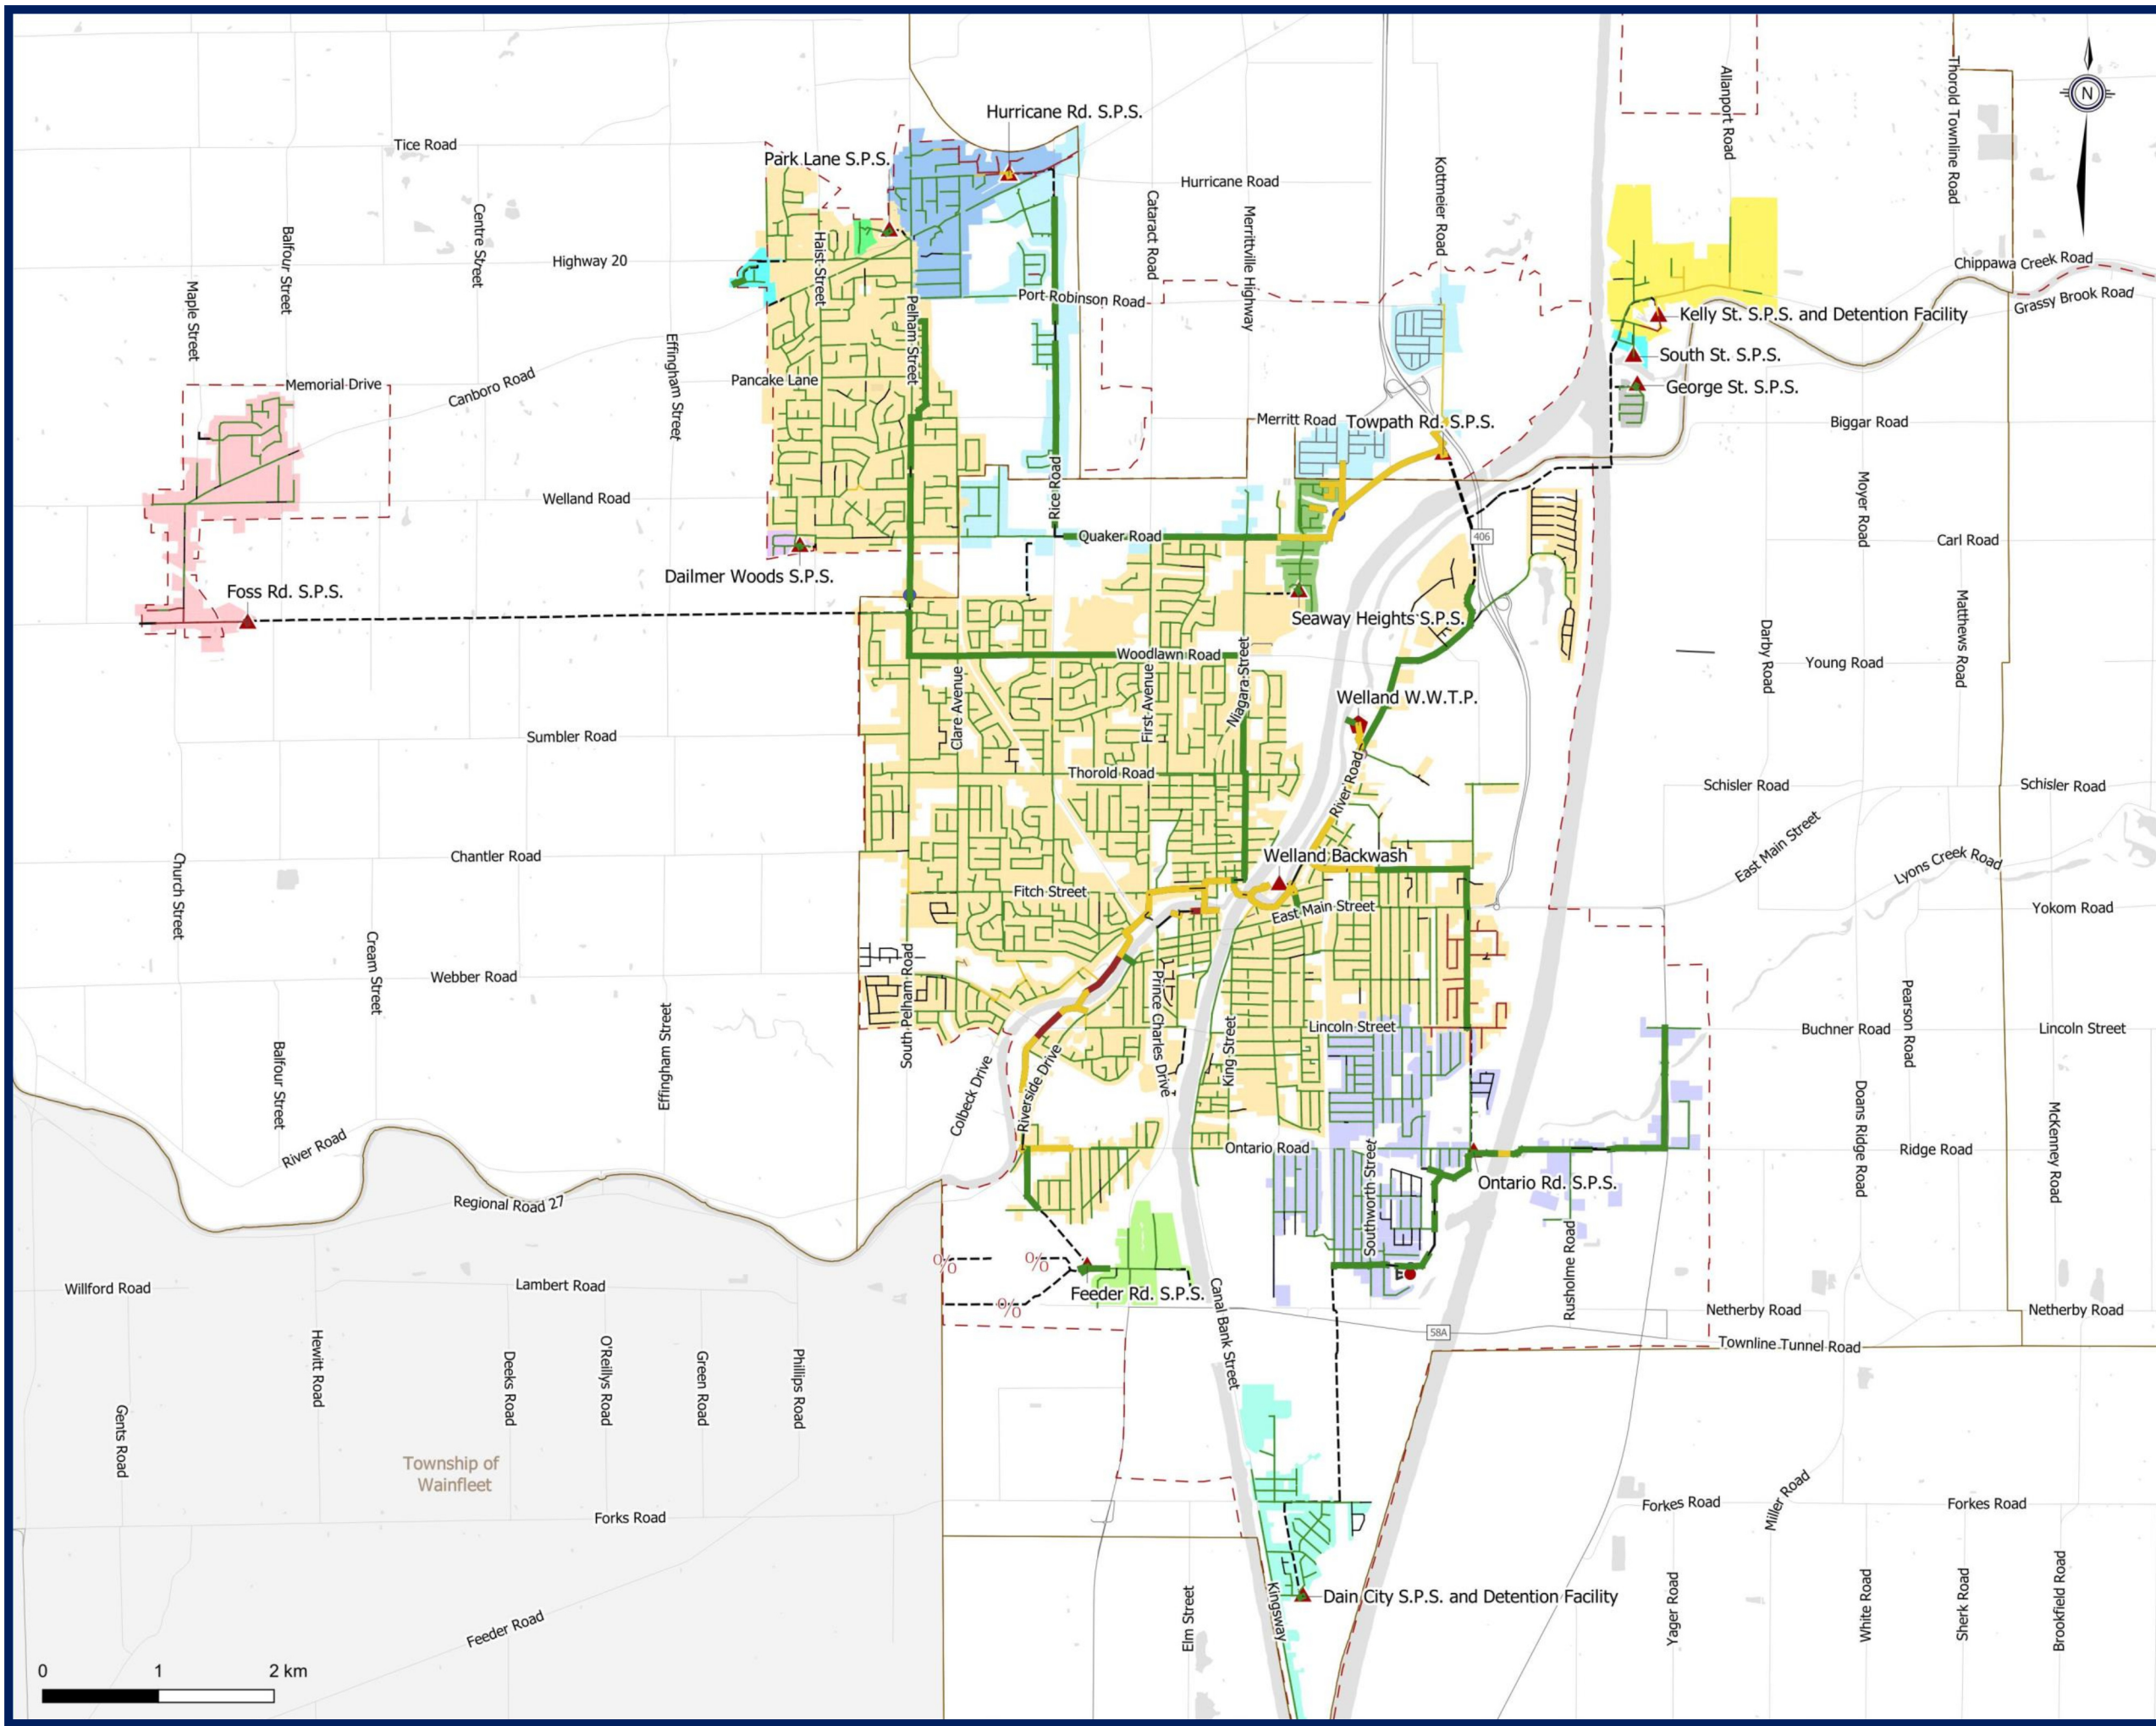 Hurricane Rd. S.P.S.
Park Lane S.P.S.
Tice Road
Hurricane Road
Kottmeier Road
Allanport Road
Thorold Townline Road
N
Balfour Street
Centre Street
Highway 20
Haist Street
Cataract Road
Merrittville Highway
Chippawa Creek Road
Grassy Brook Road
Maple Street
Port Robinson Road
Pelham Street
Kelly St. S.P.S. and Detention Facility
South St. S.P.S.
George St. S.P.S.
Effingham Street
Memorial Drive
Canboro Road
Pancake Lane
Merritt Road
Towpath Rd. S.P.S.
Biggar Road
Welland Road
Rice Road
Moyer Road
Quaker Road
406
Carl Road
Dailmer Woods S.P.S.
Foss Rd. S.P.S.
Seaway Heights S.P.S.
Matthews Road
Darby Road
Woodlawn Road
Young Road
Clare Avenue
First Avenue
Niagara Street
Welland W.W.T.P.
Sumbler Road
Thorold Road
River Road
Schisler Road
Schisler Road
East Main Street
Lyons Creek Road
Church Street
Chantler Road
Welland Backwash
Fitch Street
East Main Street
Yokom Road
Cream Street
Webber Road
South Pelham Road
Prince Charles Drive
Pearson Road
Balfour Street
Effingham Street
Colbeck Drive
Riverside Drive
King Street
Lincoln Street
Buchner Road
Lincoln Street
Doans Ridge Road
McKenney Road
River Road
Ontario Road
Southworth Street
Ridge Road
Ontario Rd. S.P.S.
Regional Road 27
Rusholme Road
%
%
%
Willford Road
Lambert Road
Feeder Rd. S.P.S.
Canal Bank Street
Netherby Road
Netherby Road
58A
Townline Tunnel Road
Hewitt Road
Deeks Road
O'Reillys Road
Green Road
Phillips Road
Gents Road
Township of
Wainfleet
Forks Road
Forkes Road
Miller Road
Forkes Road
Feeder Road
Elm Street
Kingsway
Dain City S.P.S. and Detention Facility
Yager Road
White Road
Sherk Road
Brookfield Road
0 1 2 km